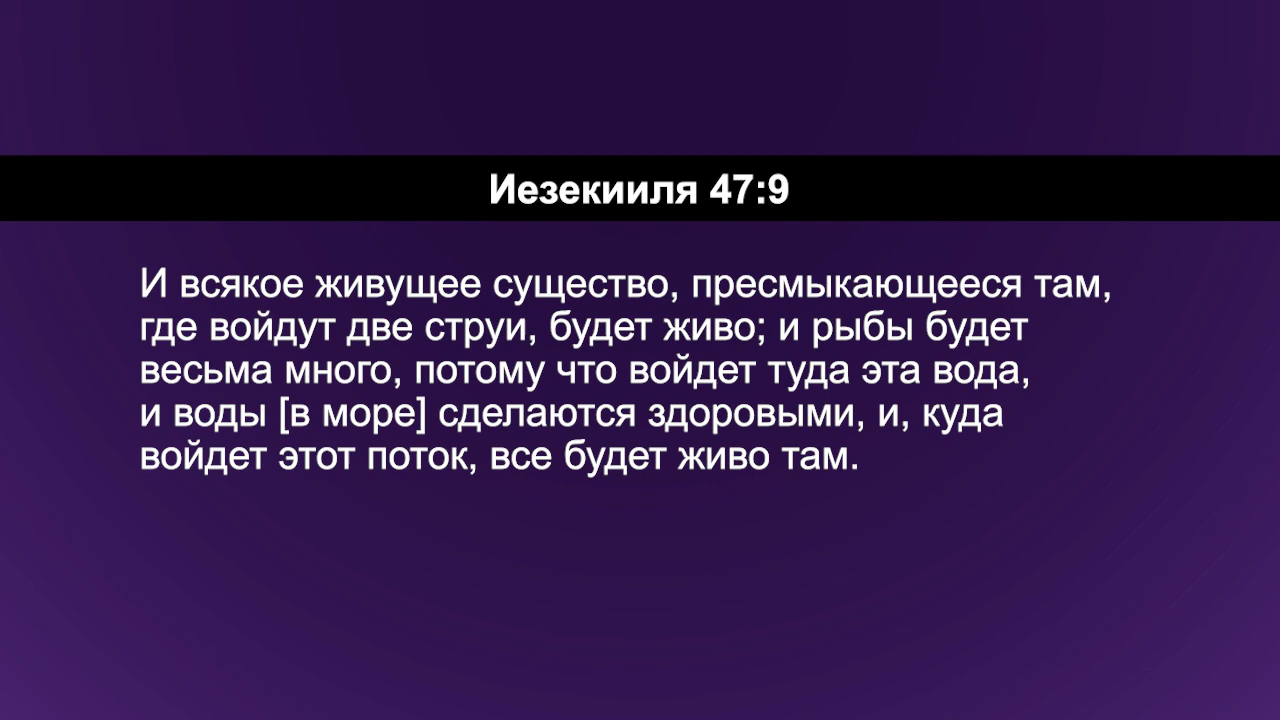 Иезекииля 47:9
И всякое живущее существо, пресмыкающееся там,
где войдут две струи, будет живо; и рыбы будет
весьма много, потому что войдет туда эта вода,
и воды [в море] сделаются здоровыми, и, куда
войдет этот поток, все будет живо там.